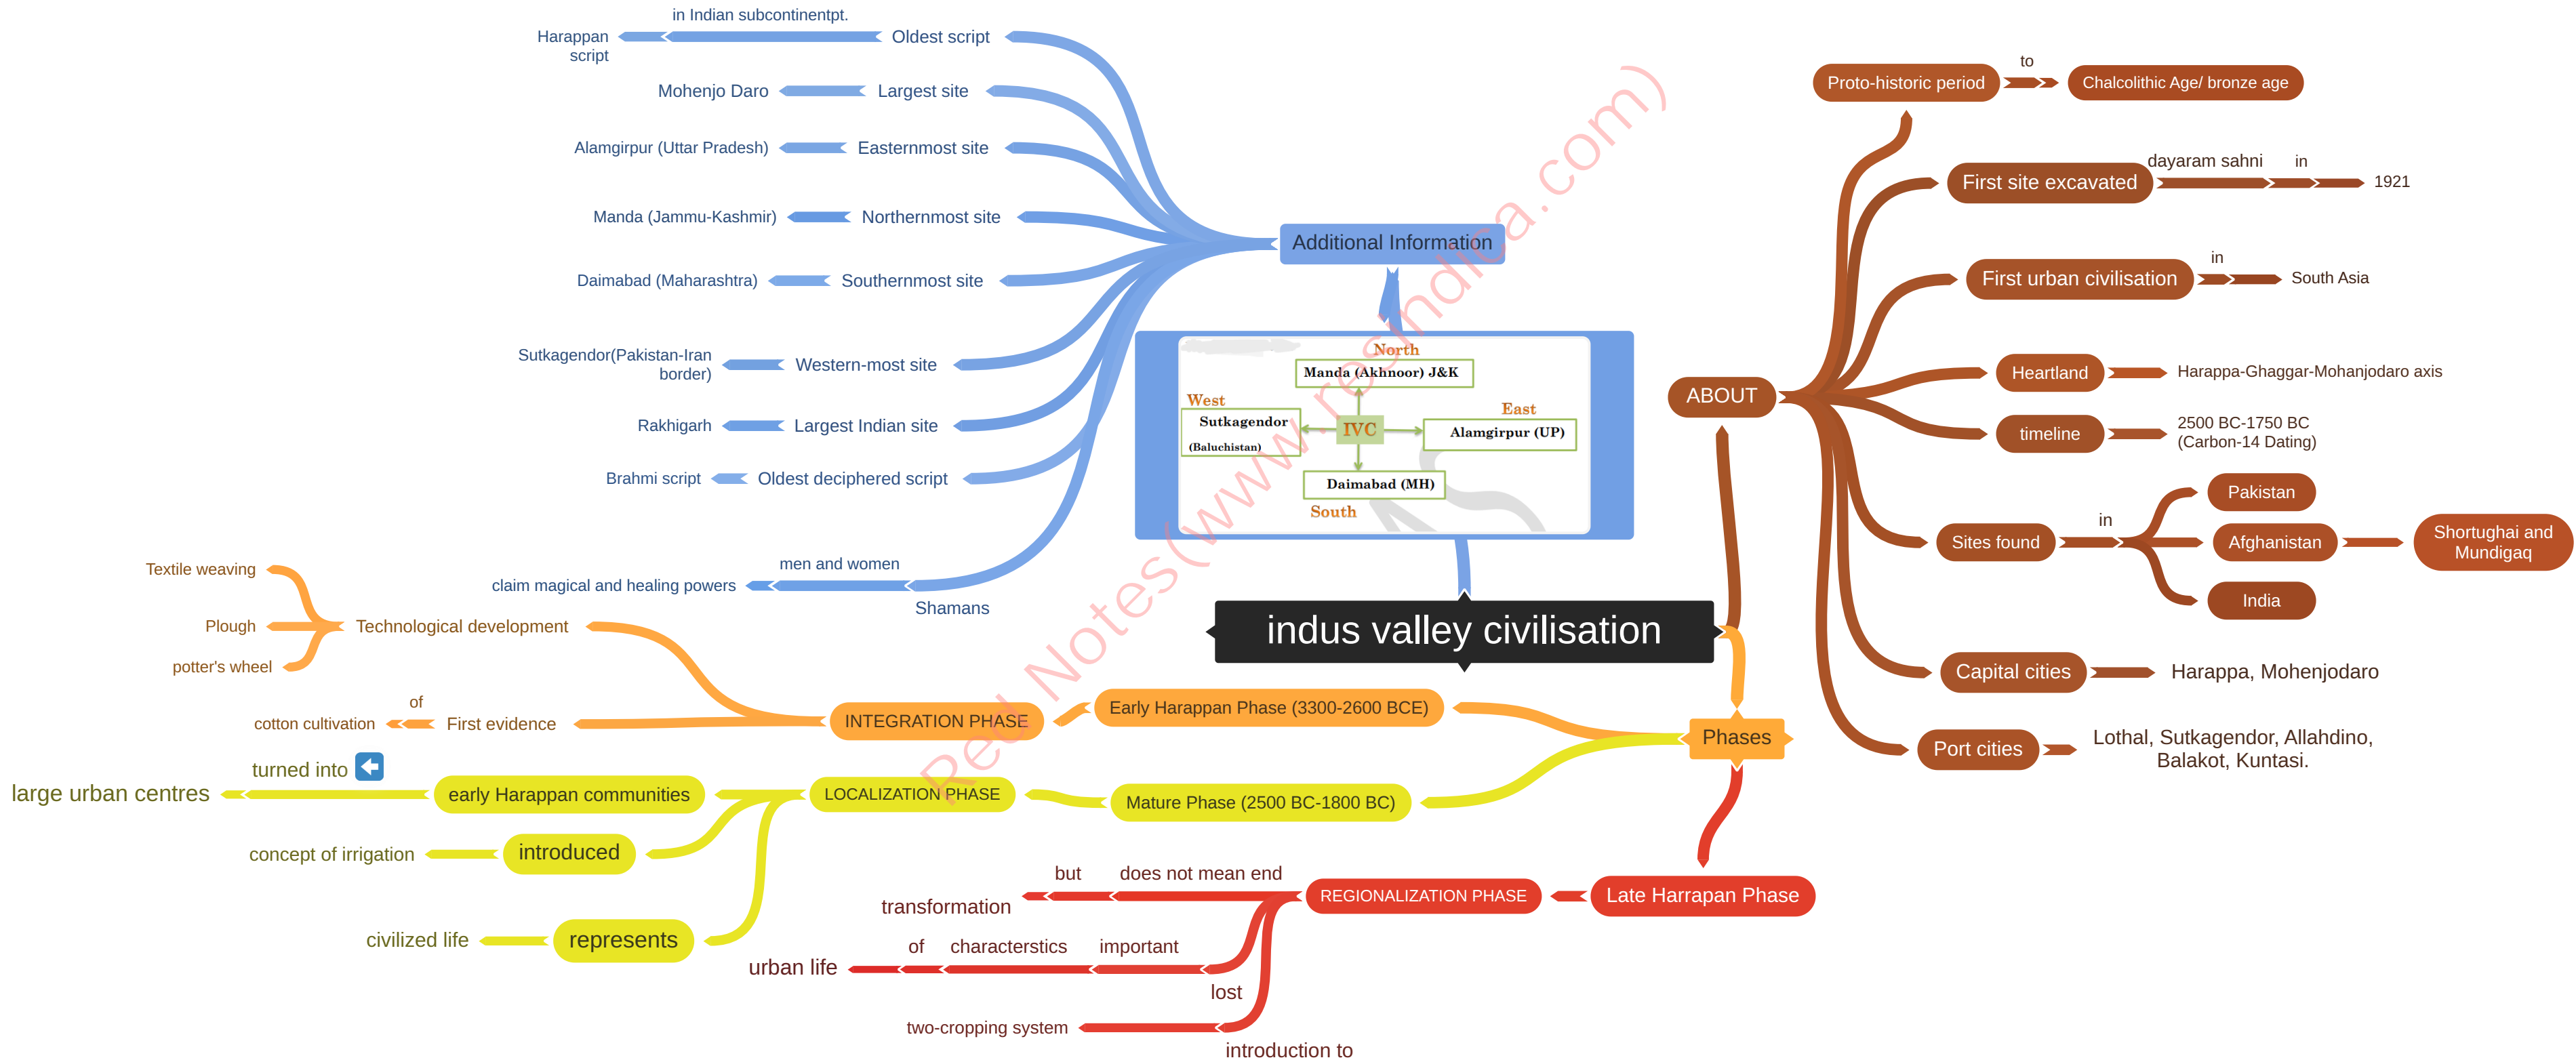 in Indian subcontinentpt.
Harappan
script
Oldest script
Mohenjo Daro
Largest site
Alamgirpur (Uttar Pradesh)
Easternmost site
Manda (Jammu-Kashmir)
Northernmost site
Daimabad (Maharashtra)
Southernmost site
Sutkagendor(Pakistan-Iran
border)
Western-most site
Rakhigarh
Largest Indian site
Brahmi script
Oldest deciphered script
men and women
claim magical and healing powers
Shamans
Additional Information
North
Manda (Akhnoor) J&K
West
Sutkagendor
(Baluchistan)
IVC
East
Alamgirpur (UP)
Daimabad (MH)
South
indus valley civilisation
ABOUT
Proto-historic period
to
Chalcolithic Age/ bronze age
First site excavated
dayaram sahni
in
1921
First urban civilisation
in
South Asia
Heartland
Harappa-Ghaggar-Mohanjodaro axis
timeline
2500 BC-1750 BC
(Carbon-14 Dating)
Sites found
in
Pakistan
Afghanistan
Shortughai and
Mundigaq
India
Capital cities
Harappa, Mohenjodaro
Port cities
Lothal, Sutkagendor, Allahdino,
Balakot, Kuntasi.
Phases
Early Harappan Phase (3300-2600 BCE)
INTEGRATION PHASE
Technological development
Textile weaving
Plough
potter's wheel
First evidence
of
cotton cultivation
Mature Phase (2500 BC-1800 BC)
LOCALIZATION PHASE
early Harappan communities
turned into
large urban centres
introduced
concept of irrigation
represents
civilized life
Late Harrapan Phase
REGIONALIZATION PHASE
does not mean end
but
transformation
lost
important
characterstics
of
urban life
introduction to
two-cropping system
Red Notes(www.resindia.com)